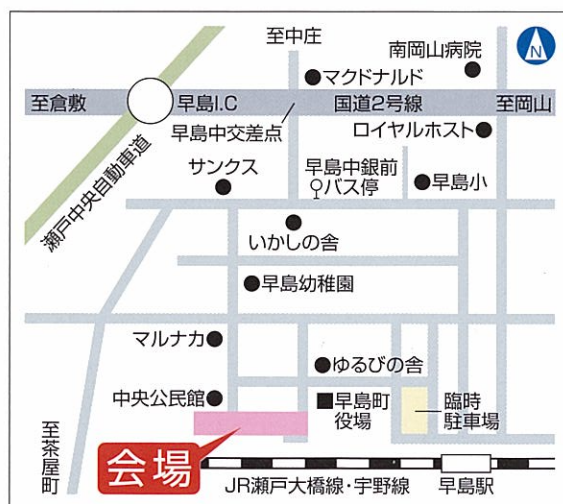 至中庄
南岡山病院
N
マクドナルド
至倉敷
早島I.C
国道2号線
至岡山
早島中交差点
ロイヤルホスト
瀬戸中央自動車道
サンクス
早島中銀前
バス停
早島小
いかしの舎
早島幼稚園
マルナカ
ゆるびの舎
中央公民館
早島町
役場
臨時
駐車場
至茶屋町
会場
JR瀬戸大橋線・宇野線
早島駅